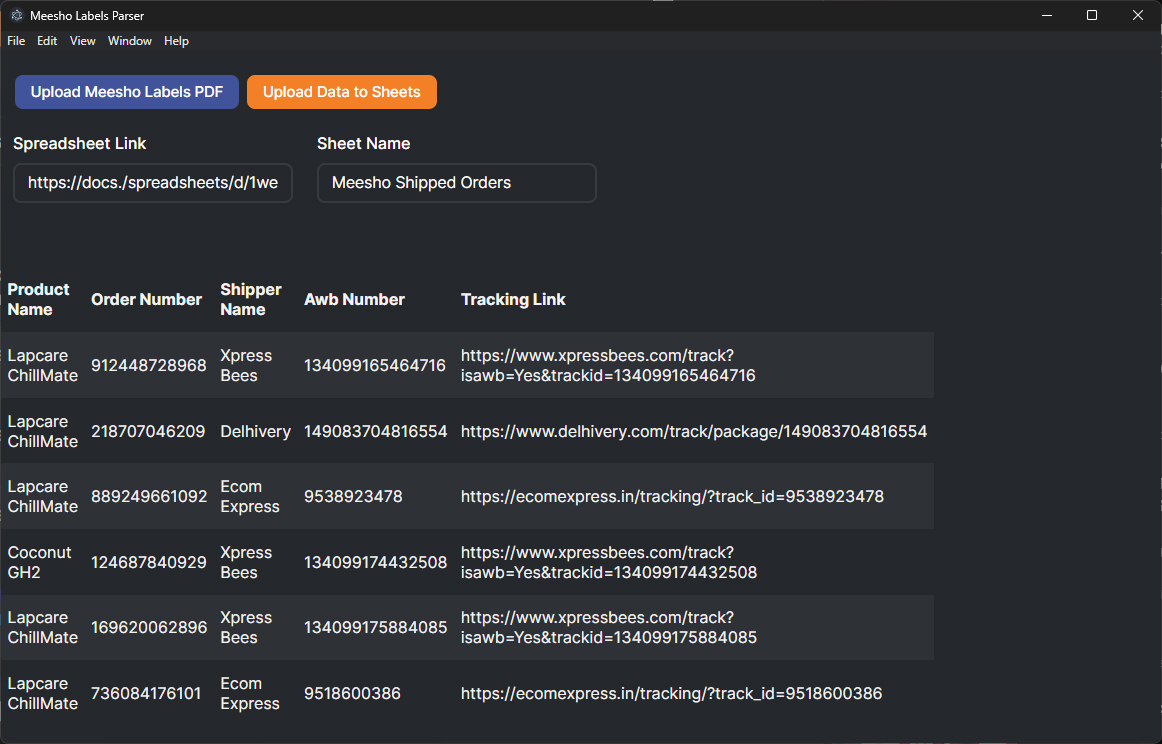 Meesho Labels Parser
File Edit View Window Help
Upload Meesho Labels PDF Upload Data to Sheets
Spreadsheet Link Sheet Name
https://docs./spreadsheets/d/1we Meesho Shipped Orders
Product Name Order Number Shipper Name Awb Number Tracking Link
Lapcare ChillMate 912448728968 Xpress Bees 134099165464716 https://www.xpressbees.com/track?isawb=Yes&trackid=134099165464716
Lapcare ChillMate 218707046209 Delhivery 149083704816554 https://www.delhivery.com/track/package/149083704816554
Lapcare ChillMate 889249661092 Ecom Express 9538923478 https://ecomexpress.in/tracking/?track_id=9538923478
Coconut GH2 124687840929 Xpress Bees 134099174432508 https://www.xpressbees.com/track?isawb=Yes&trackid=134099174432508
Lapcare ChillMate 169620062896 Xpress Bees 134099175884085 https://www.xpressbees.com/track?isawb=Yes&trackid=134099175884085
Lapcare ChillMate 736084176101 Ecom Express 9518600386 https://ecomexpress.in/tracking/?track_id=9518600386